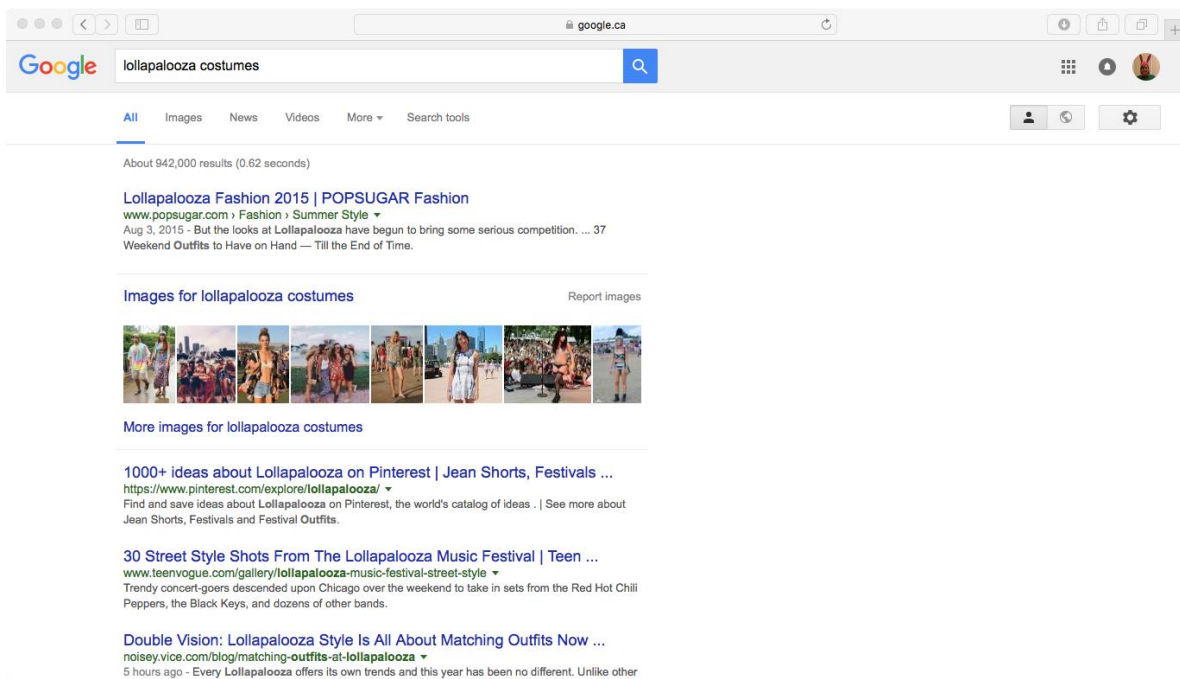 google.ca
Google
lollapalooza costumes
All Images News Videos More Search tools
About 942,000 results (0.62 seconds)
Lollapalooza Fashion 2015 | POPSUGAR Fashion
www.popsugar.com › Fashion › Summer Style
Aug 3, 2015 - But the looks at Lollapalooza have begun to bring some serious competition. ... 37
Weekend Outfits to Have on Hand — Till the End of Time.
Images for lollapalooza costumes Report images
More images for lollapalooza costumes
1000+ ideas about Lollapalooza on Pinterest | Jean Shorts, Festivals ...
https://www.pinterest.com/explore/lollapalooza/
Find and save ideas about Lollapalooza on Pinterest, the world's catalog of ideas . | See more about
Jean Shorts, Festivals and Festival Outfits.
30 Street Style Shots From The Lollapalooza Music Festival | Teen ...
www.teenvogue.com/gallery/lollapalooza-music-festival-street-style
Trendy concert-goers descended upon Chicago over the weekend to take in sets from the Red Hot Chili
Peppers, the Black Keys, and dozens of other bands.
Double Vision: Lollapalooza Style Is All About Matching Outfits Now ...
noisey.vice.com/blog/matching-outfits-at-lollapalooza
5 hours ago - Every Lollapalooza offers its own trends and this year has been no different. Unlike other